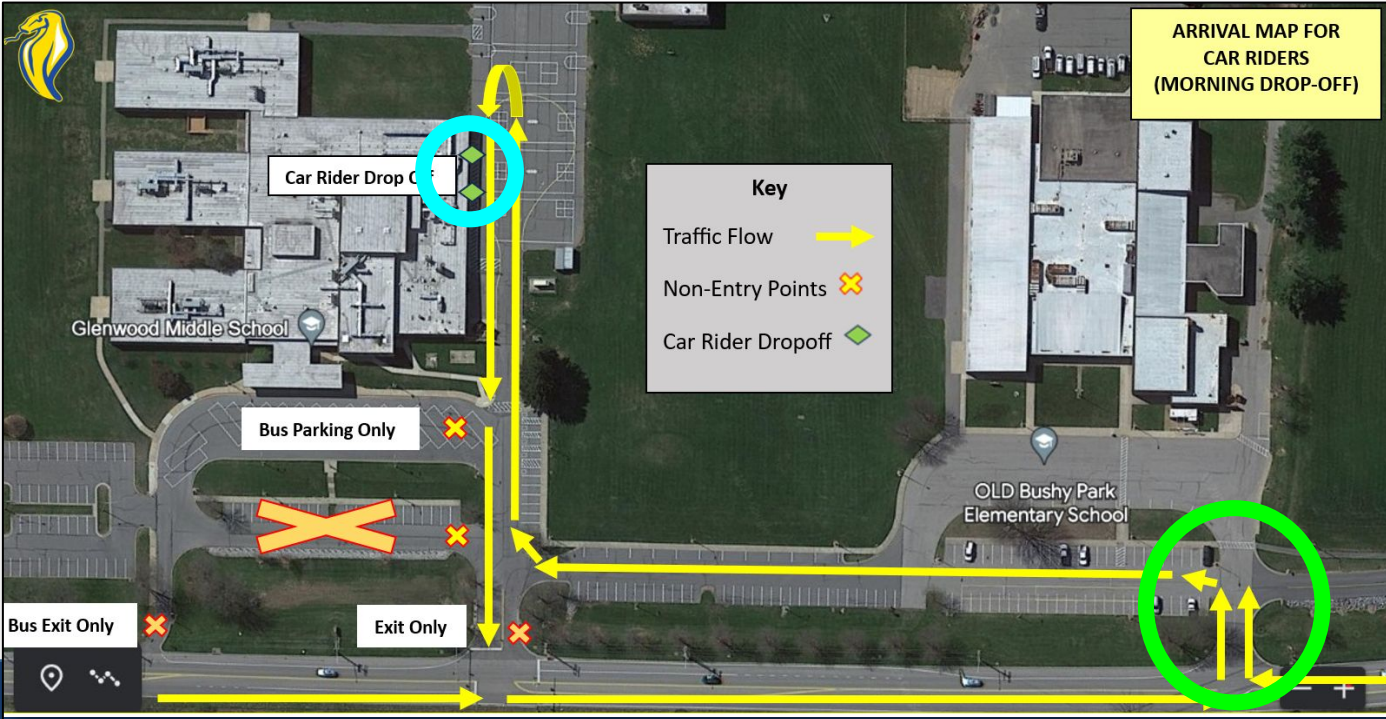 ARRIVAL MAP FOR
CAR RIDERS
(MORNING DROP-OFF)
Car Rider Drop
Key
Traffic Flow
Non-Entry Points
Car Rider Dropoff
Glenwood Middle School
Bus Parking Only
OLD Bushy Park
Elementary School
Bus Exit Only
Exit Only